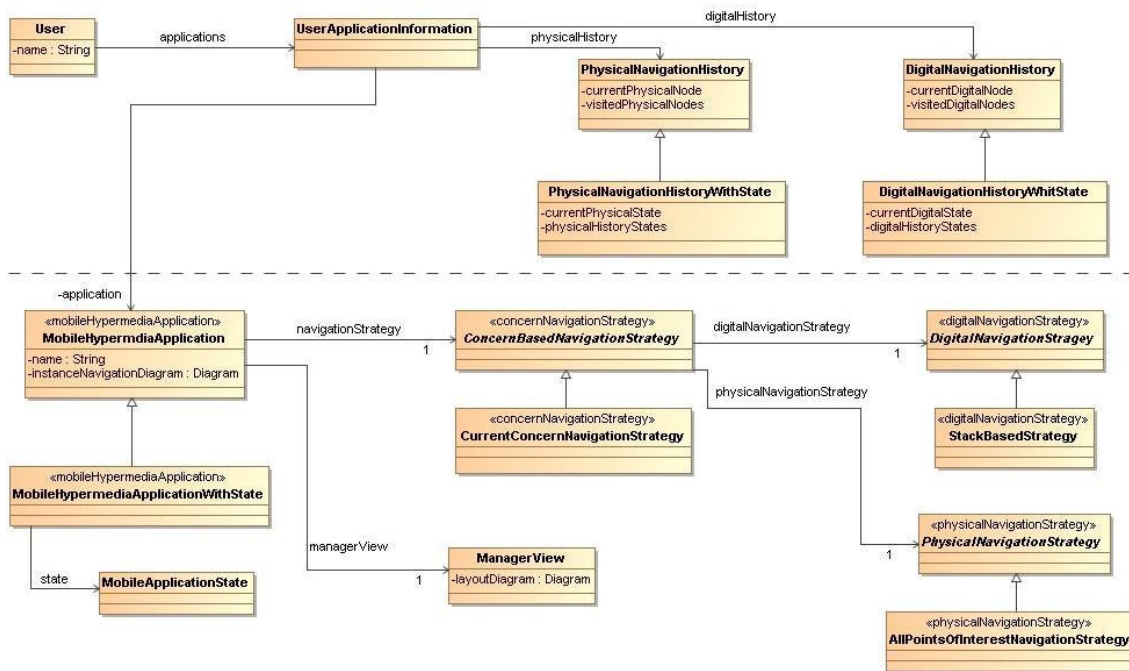 User
-name : String
applications
UserApplicationInformation
digitalHistory
physicalHistory
PhysicalNavigationHistory
-currentPhysicalNode
-visitedPhysicalNodes
DigitalNavigationHistory
-currentDigitalNode
-visitedDigitalNodes
PhysicalNavigationHistoryWithState
-currentPhysicalState
-physicalHistoryStates
DigitalNavigationHistoryWhitState
-currentDigitalState
-digitalHistoryStates
-application
«mobileHypermediaApplication»
MobileHypermdiaApplication
-name : String
-instanceNavigationDiagram : Diagram
navigationStrategy
1
«concernNavigationStrategy»
ConcernBasedNavigationStrategy
digitalNavigationStrategy
1
«digitalNavigationStrategy»
DigitalNavigationStragey
physicalNavigationStrategy
«concernNavigationStrategy»
CurrentConcernNavigationStrategy
«digitalNavigationStrategy»
StackBasedStrategy
«mobileHypermediaApplication»
MobileHypermediaApplicationWithState
«physicalNavigationStrategy»
PhysicalNavigationStrategy
1
managerView
1
ManagerView
-layoutDiagram : Diagram
state
MobileApplicationState
«physicalNavigationStrategy»
AllPointsOfInterestNavigationStrategy